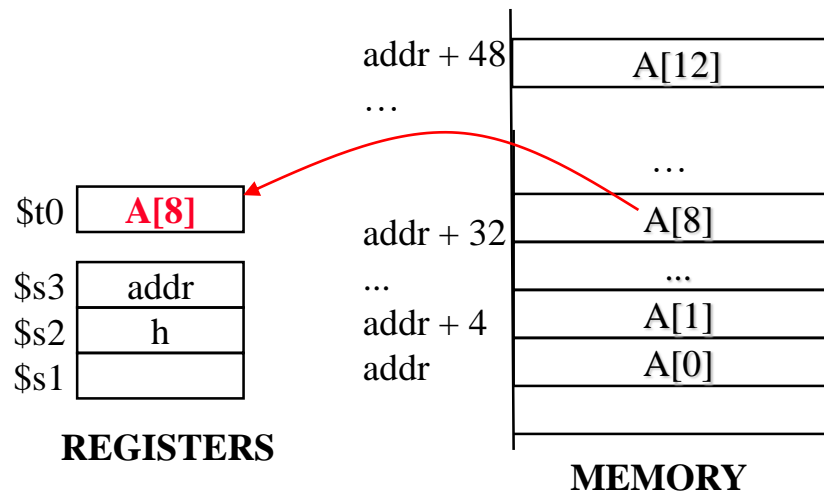 addr + 48 A[12]
… …
$t0 A[8] A[8]
addr + 32
$s3 addr ... ...
$s2 h addr + 4 A[1]
$s1 addr A[0]
REGISTERS
MEMORY